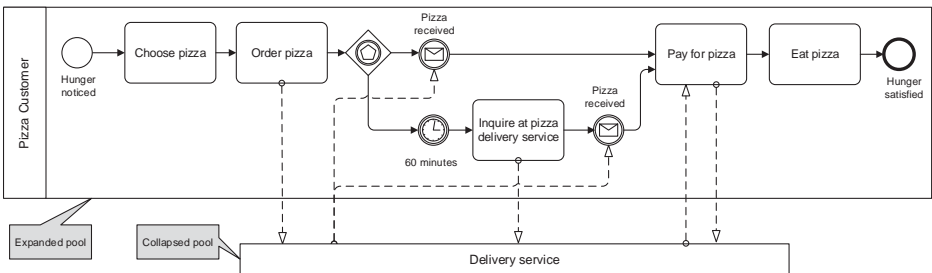 Pizza Customer
Hunger
noticed
Choose pizza
Order pizza
Pizza
received
60 minutes
Inquire at pizza
delivery service
Pizza
received
Pay for pizza
Eat pizza
Hunger
satisfied
Expanded pool
Collapsed pool
Delivery service